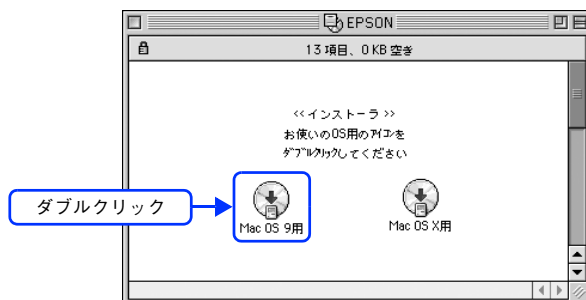 EPSON
13 項目、0 KB 空き
<<インストーラ>>
お使いのOS用のアイコンを
ダブルクリックしてください
ダブルクリック
Mac OS 9用
Mac OS X用